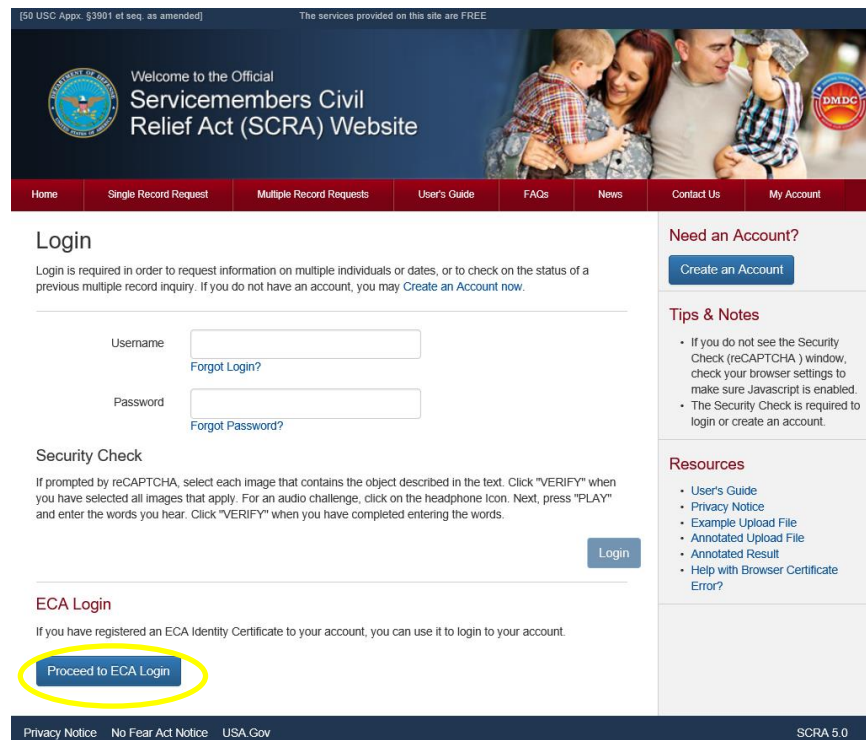 [50 USC Appx. §3901 et seq. as amended] The services provided on this site are FREE
Welcome to the Official
Servicemembers Civil
Relief Act (SCRA) Website
DMDC
Home Single Record Request Multiple Record Requests User's Guide FAQs News Contact Us My Account
Login
Login is required in order to request information on multiple individuals or dates, or to check on the status of a
previous multiple record inquiry. If you do not have an account, you may Create an Account now.
Username
Forgot Login?
Password
Forgot Password?
Security Check
If prompted by reCAPTCHA, select each image that contains the object described in the text. Click "VERIFY" when
you have selected all images that apply. For an audio challenge, click on the headphone Icon. Next, press "PLAY"
and enter the words you hear. Click "VERIFY" when you have completed entering the words.
Login
ECA Login
If you have registered an ECA Identity Certificate to your account, you can use it to login to your account.
Proceed to ECA Login
Need an Account?
Create an Account
Tips & Notes
• If you do not see the Security
Check (reCAPTCHA ) window,
check your browser settings to
make sure Javascript is enabled.
• The Security Check is required to
login or create an account.
Resources
• User's Guide
• Privacy Notice
• Example Upload File
• Annotated Upload File
• Annotated Result
• Help with Browser Certificate
Error?
Privacy Notice No Fear Act Notice USA.Gov SCRA 5.0